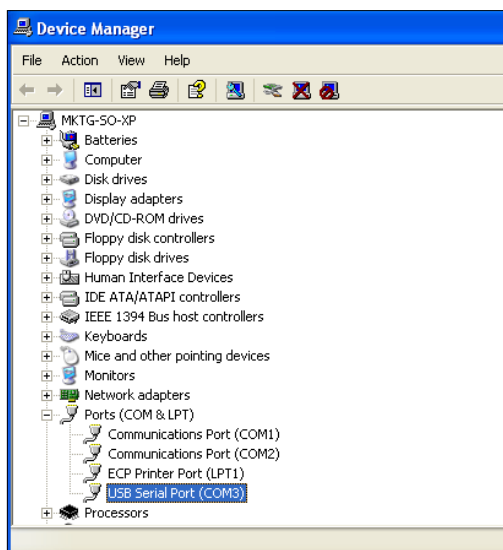 Device Manager
File Action View Help
MKTG-SO-XP
Batteries
Computer
Disk drives
Display adapters
DVD/CD-ROM drives
Floppy disk controllers
Floppy disk drives
Human Interface Devices
IDE ATA/ATAPI controllers
IEEE 1394 Bus host controllers
Keyboards
Mice and other pointing devices
Monitors
Network adapters
Ports (COM & LPT)
Communications Port (COM1)
Communications Port (COM2)
ECP Printer Port (LPT1)
USB Serial Port (COM3)
Processors